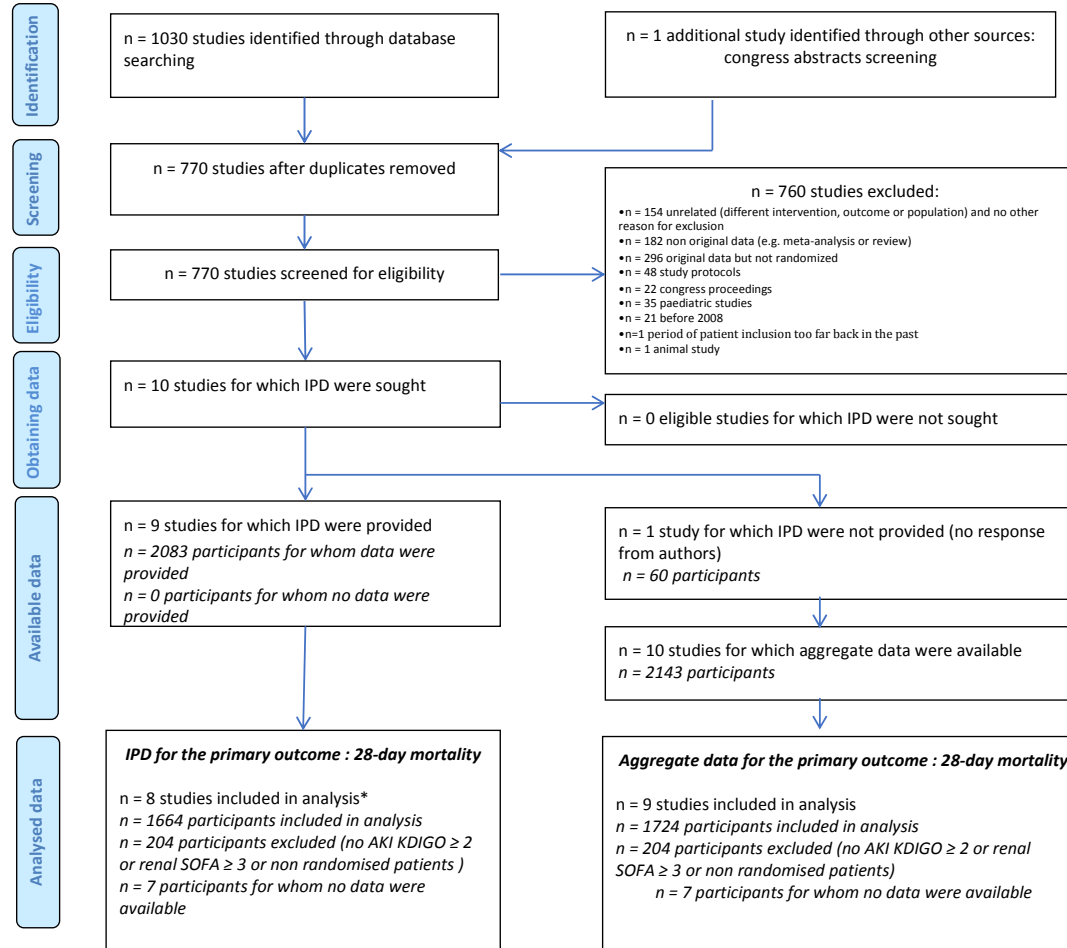 Identification
n = 1030 studies identified through database
searching
n = 1 additional study identified through other sources:
congress abstracts screening
Screening
n = 770 studies after duplicates removed
n = 760 studies excluded:
•n = 154 unrelated (different intervention, outcome or population) and no other
reason for exclusion
•n = 182 non original data (e.g. meta-analysis or review)
•n = 296 original data but not randomized
•n = 48 study protocols
•n = 22 congress proceedings
•n = 35 paediatric studies
•n = 21 before 2008
•n=1 period of patient inclusion too far back in the past
•n = 1 animal study
Eligibility
n = 770 studies screened for eligibility
Obtaining data
n = 10 studies for which IPD were sought
n = 0 eligible studies for which IPD were not sought
Available data
n = 9 studies for which IPD were provided
n = 2083 participants for whom data were
provided
n = 0 participants for whom no data were
provided
n = 1 study for which IPD were not provided (no response
from authors)
n = 60 participants
n = 10 studies for which aggregate data were available
n = 2143 participants
Analysed data
IPD for the primary outcome : 28-day mortality
n = 8 studies included in analysis*
n = 1664 participants included in analysis
n = 204 participants excluded (no AKI KDIGO ≥ 2
or renal SOFA ≥ 3 or non randomised patients )
n = 7 participants for whom no data were
available
Aggregate data for the primary outcome : 28-day mortality
n = 9 studies included in analysis
n = 1724 participants included in analysis
n = 204 participants excluded (no AKI KDIGO ≥ 2 or renal
SOFA ≥ 3 or non randomised patients)
n = 7 participants for whom no data were available